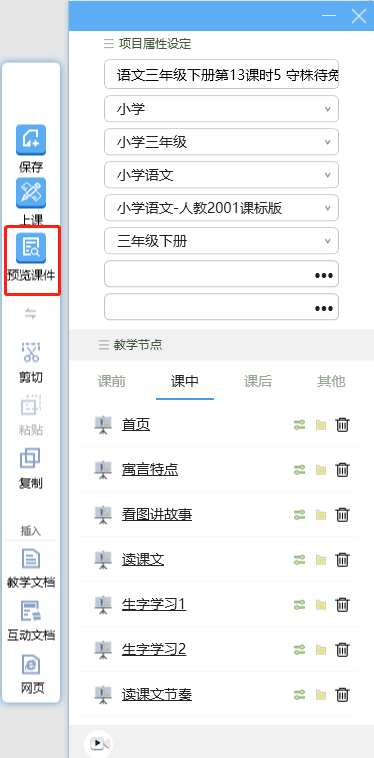 保存
上课
预览课件
剪切
粘贴
复制
插入
教学文档
互动文档
网页
项目属性设定
语文三年级下册第13课时5 守株待兔
小学
小学三年级
小学语文
小学语文-人教2001课标版
三年级下册
•••
•••
教学节点
课前 课中 课后 其他
首页
寓言特点
看图讲故事
读课文
生字学习1
生字学习2
读课文节奏